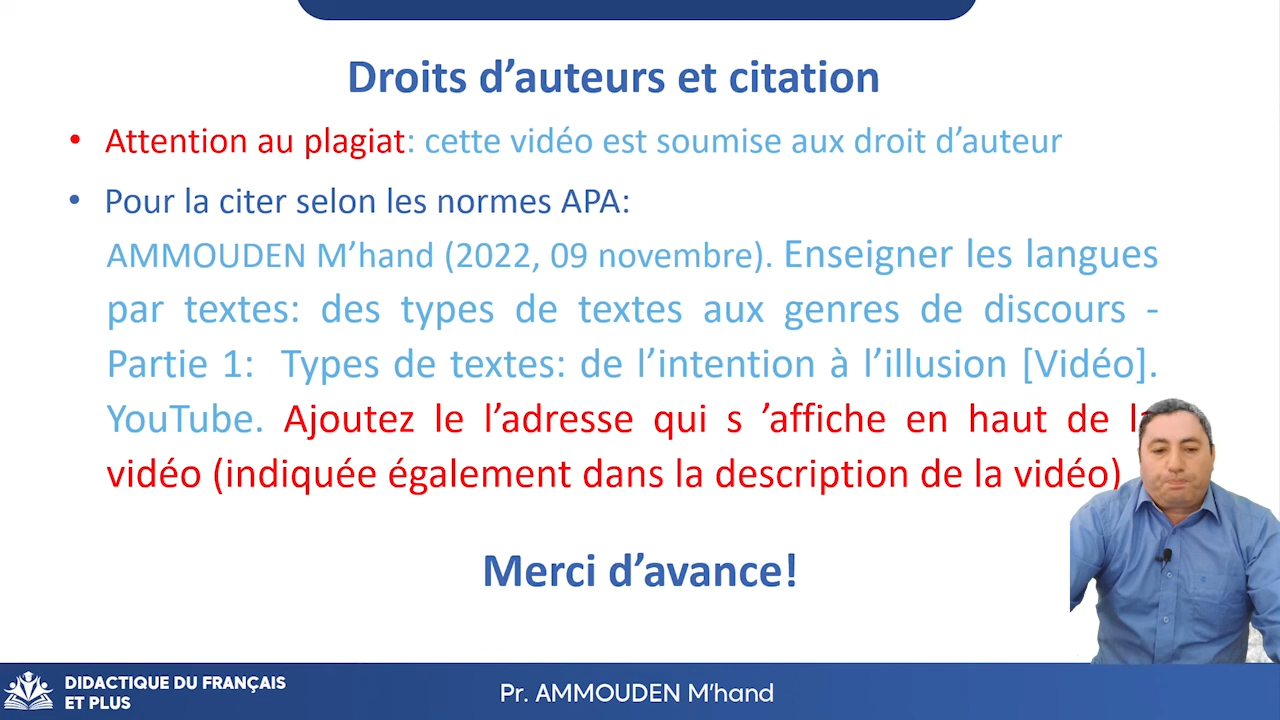 Droits d’auteurs et citation
• Attention au plagiat: cette vidéo est soumise aux droit d’auteur
• Pour la citer selon les normes APA:
AMMOUDEN M’hand (2022, 09 novembre). Enseigner les langues
par textes: des types de textes aux genres de discours -
Partie 1: Types de textes: de l’intention à l’illusion [Vidéo].
YouTube. Ajoutez le l’adresse qui s ’affiche en haut de la
vidéo (indiquée également dans la description de la vidéo)
Merci d’avance!
DIDACTIQUE DU FRANÇAIS
ET PLUS
Pr. AMMOUDEN M’hand